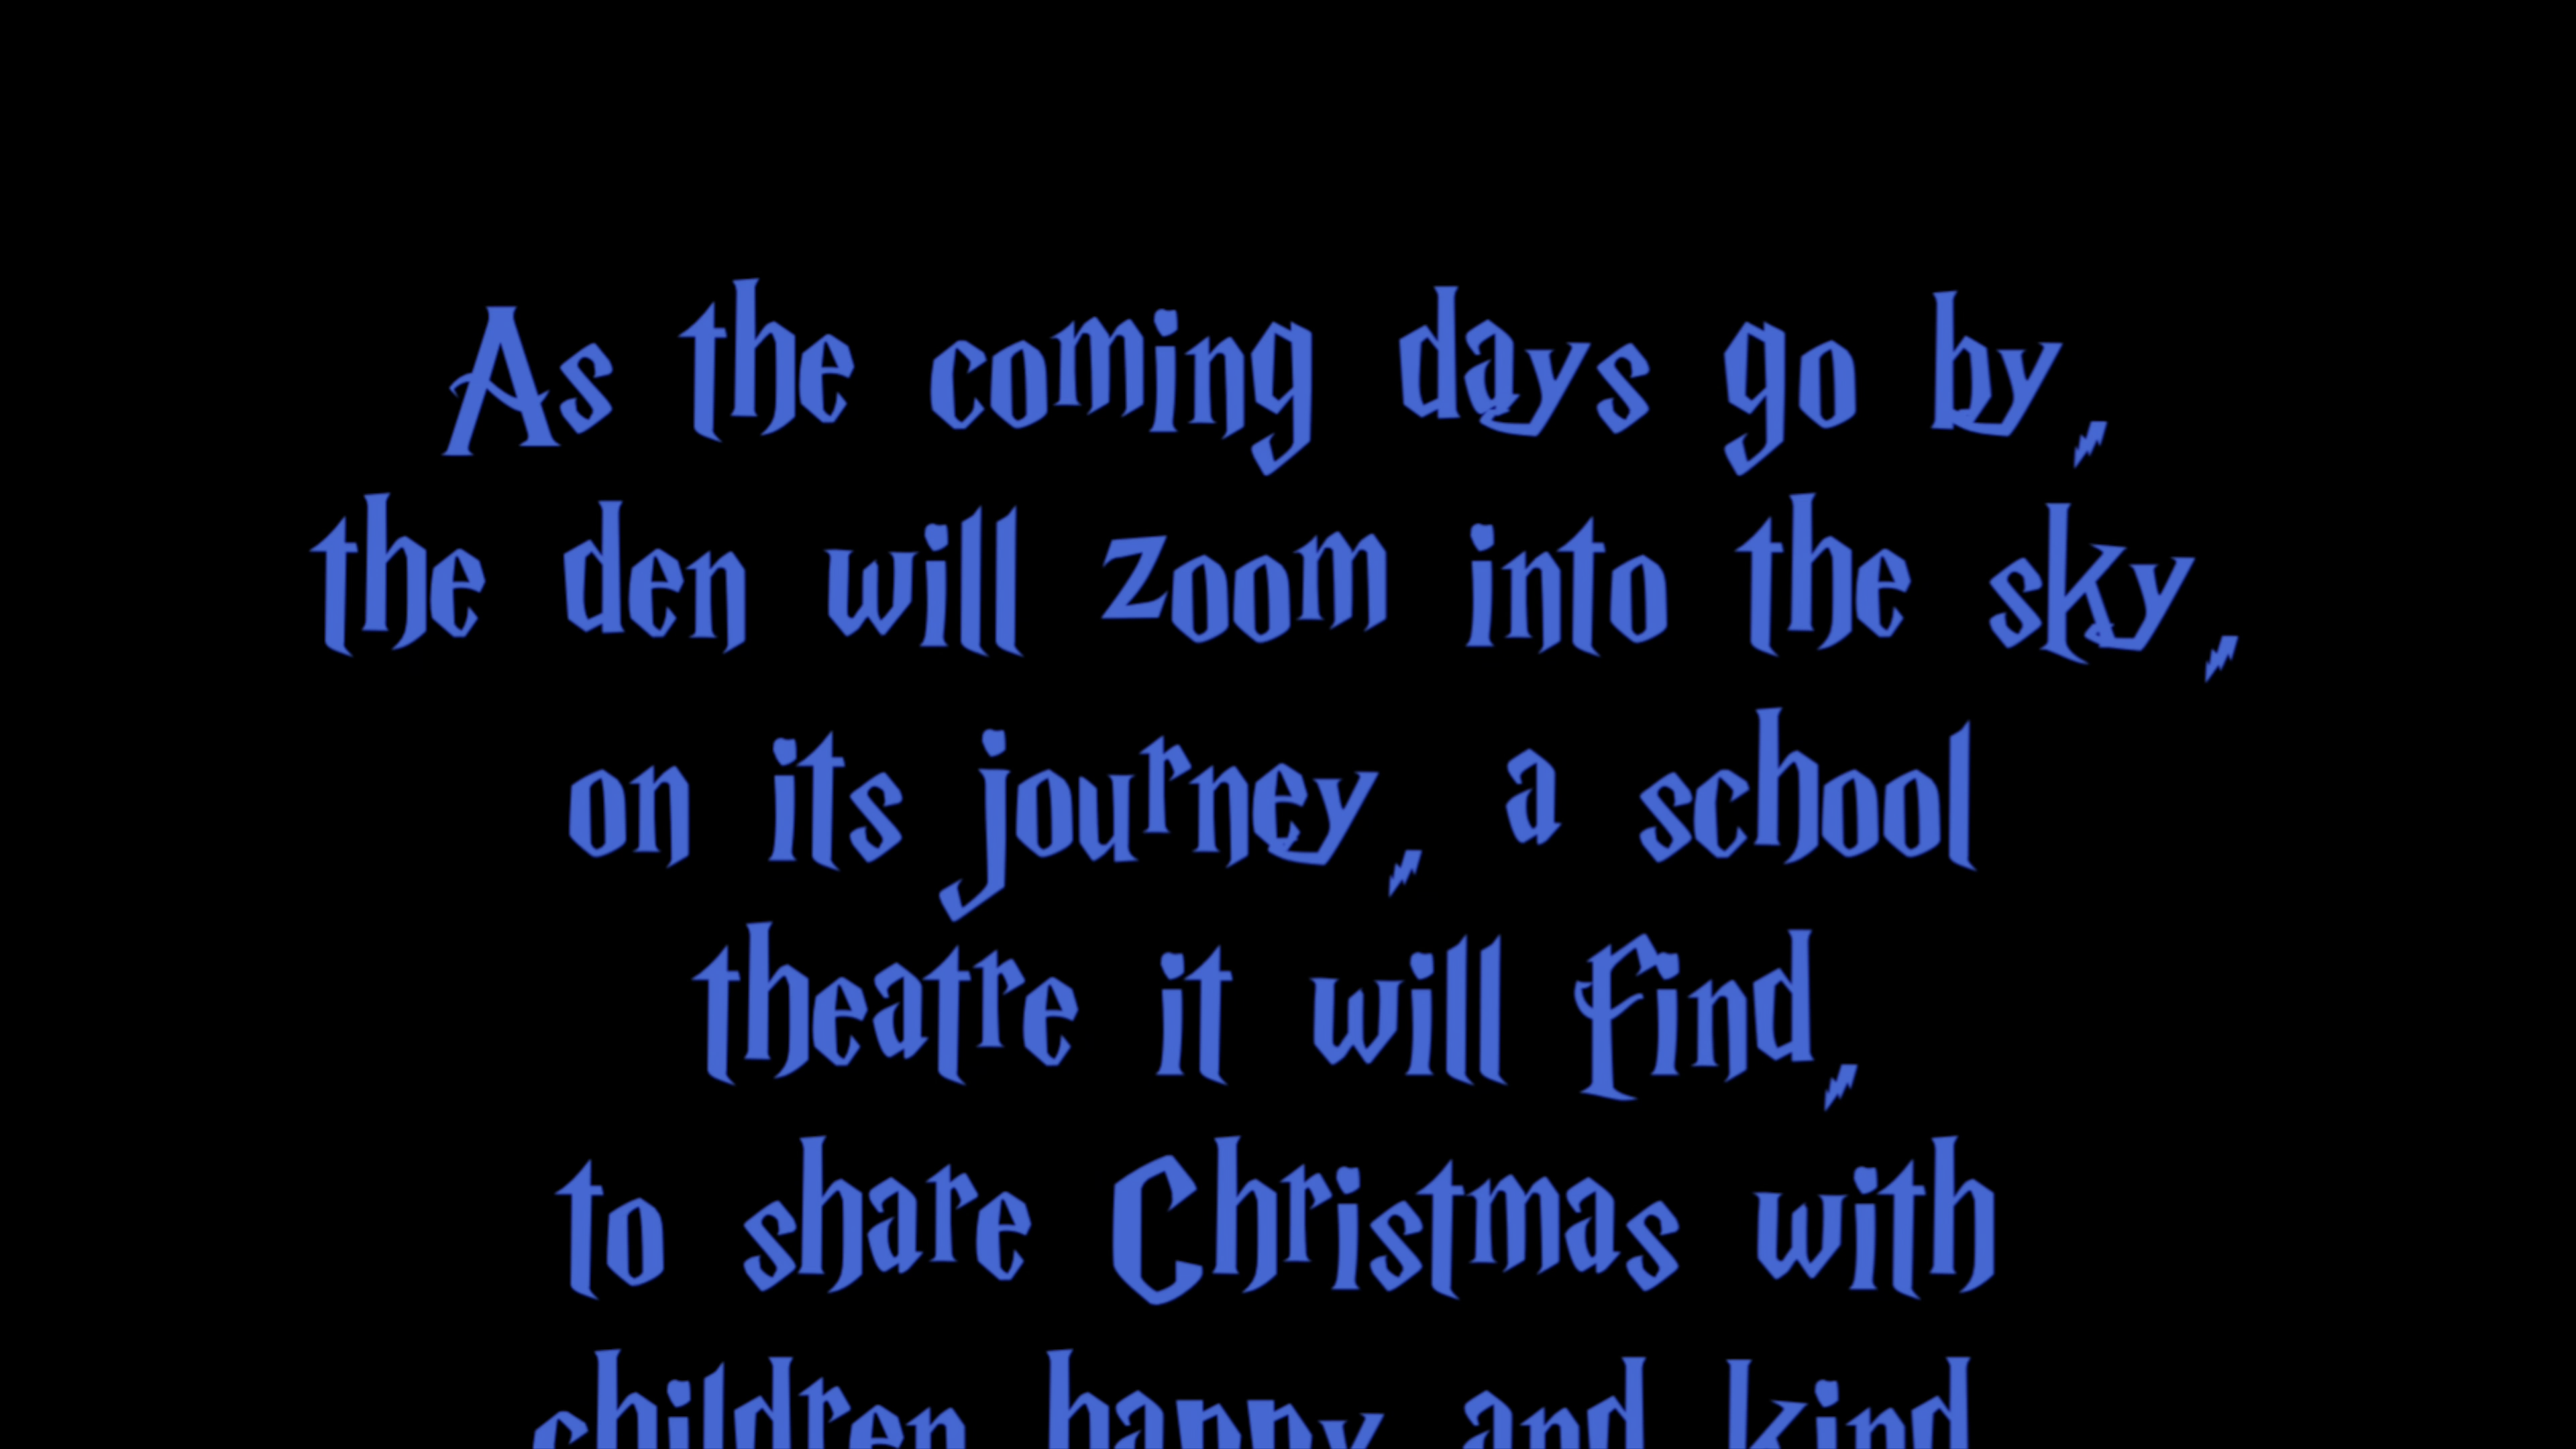 As the coming days go by,
the den will zoom into the sky,
on its journey, a school
theatre it will find,
to share Christmas with
children happy and kind